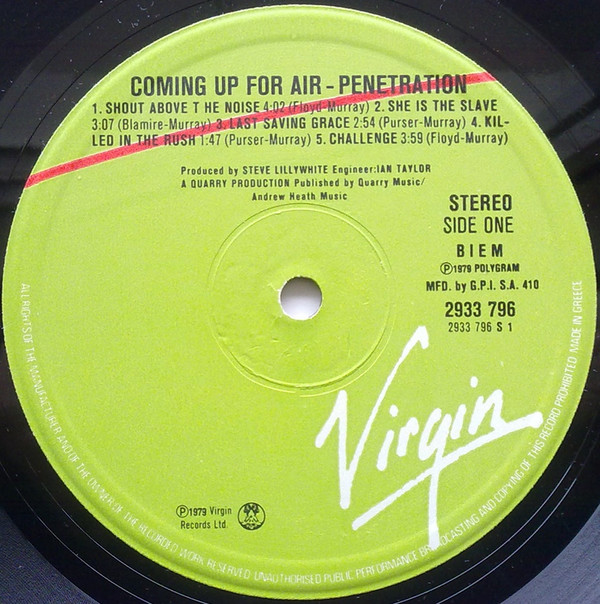 COMING UP FOR AIR - PENETRATION
1. SHOUT ABOVE T HE NOISE 4:02 (Floyd-Murray) 2. SHE IS THE SLAVE
3:07 (Blamire-Murray) 3. LAST SAVING GRACE 2:54 (Purser-Murray) 4. KIL-
LED IN THE RUSH 1:47 (Purser-Murray) 5. CHALLENGE 3:59 (Floyd-Murray)
Produced by STEVE LILLYWHITE Engineer:IAN TAYLOR
A QUARRY PRODUCTION Published by Quarry Music/
Andrew Heath Music
STEREO
SIDE ONE
BIEM
Ⓟ1979 POLYGRAM
MFD. by G.P.I. S.A. 410
2933 796
2933 796 S 1
Virgin
Ⓟ1979 Virgin
Records Ltd.
ALL RIGHTS OF THE MANUFACTURER AND OF THE OWNER OF THE RECORDED WORK RESERVED UNAUTHORISED PUBLIC PERFORMANCE BROADCASTING AND COPYING OF THIS RECORD PROHIBITED MADE IN GREECE